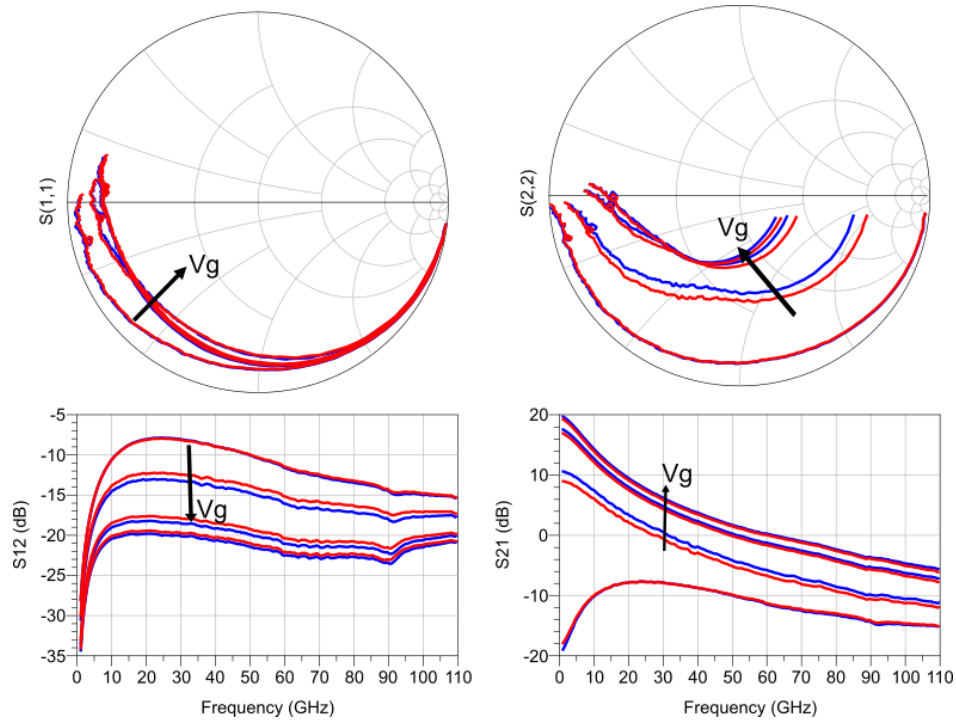 S(1,1)
Vg
S(2,2)
Vg
S12 (dB)
-5
-10
-15
-20
-25
-30
-35
Vg
0 10 20 30 40 50 60 70 80 90 100 110
Frequency (GHz)
S21 (dB)
20
10
0
-10
-20
Vg
0 10 20 30 40 50 60 70 80 90 100 110
Frequency (GHz)